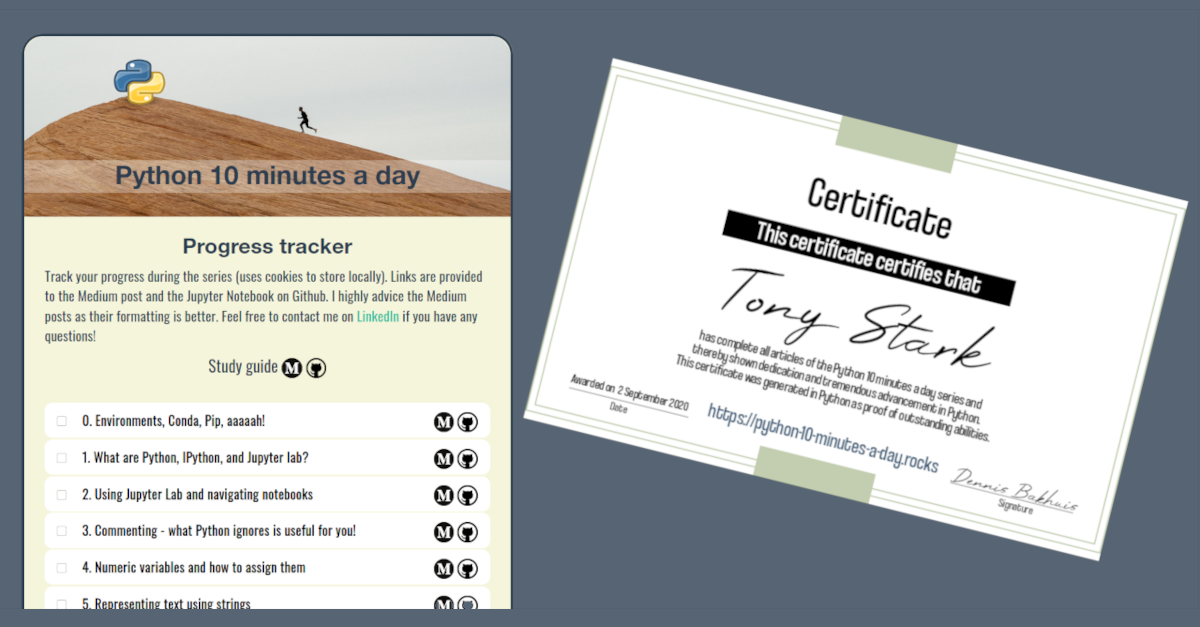 Python 10 minutes a day
Progress tracker
Track your progress during the series (uses cookies to store locally). Links are provided
to the Medium post and the Jupyter Notebook on Github. I highly advice the Medium
posts as their formatting is better. Feel free to contact me on LinkedIn if you have any
questions!
Study guide
0. Environments, Conda, Pip, aaaaah!
1. What are Python, IPython, and Jupyter lab?
2. Using Jupyter Lab and navigating notebooks
3. Commenting - what Python ignores is useful for you!
4. Numeric variables and how to assign them
5. Representing text using strings
Certificate
This certificate certifies that
Tony Stark
has complete all articles of the Python 10 minutes a day series and
thereby shown dedication and tremendous advancement in Python.
This certificate was generated in Python as proof of outstanding abilities.
Awarded on 2 September 2020
Date
https://python-10-minutes-a-day.rocks
Dennis Bakhuis
Signature